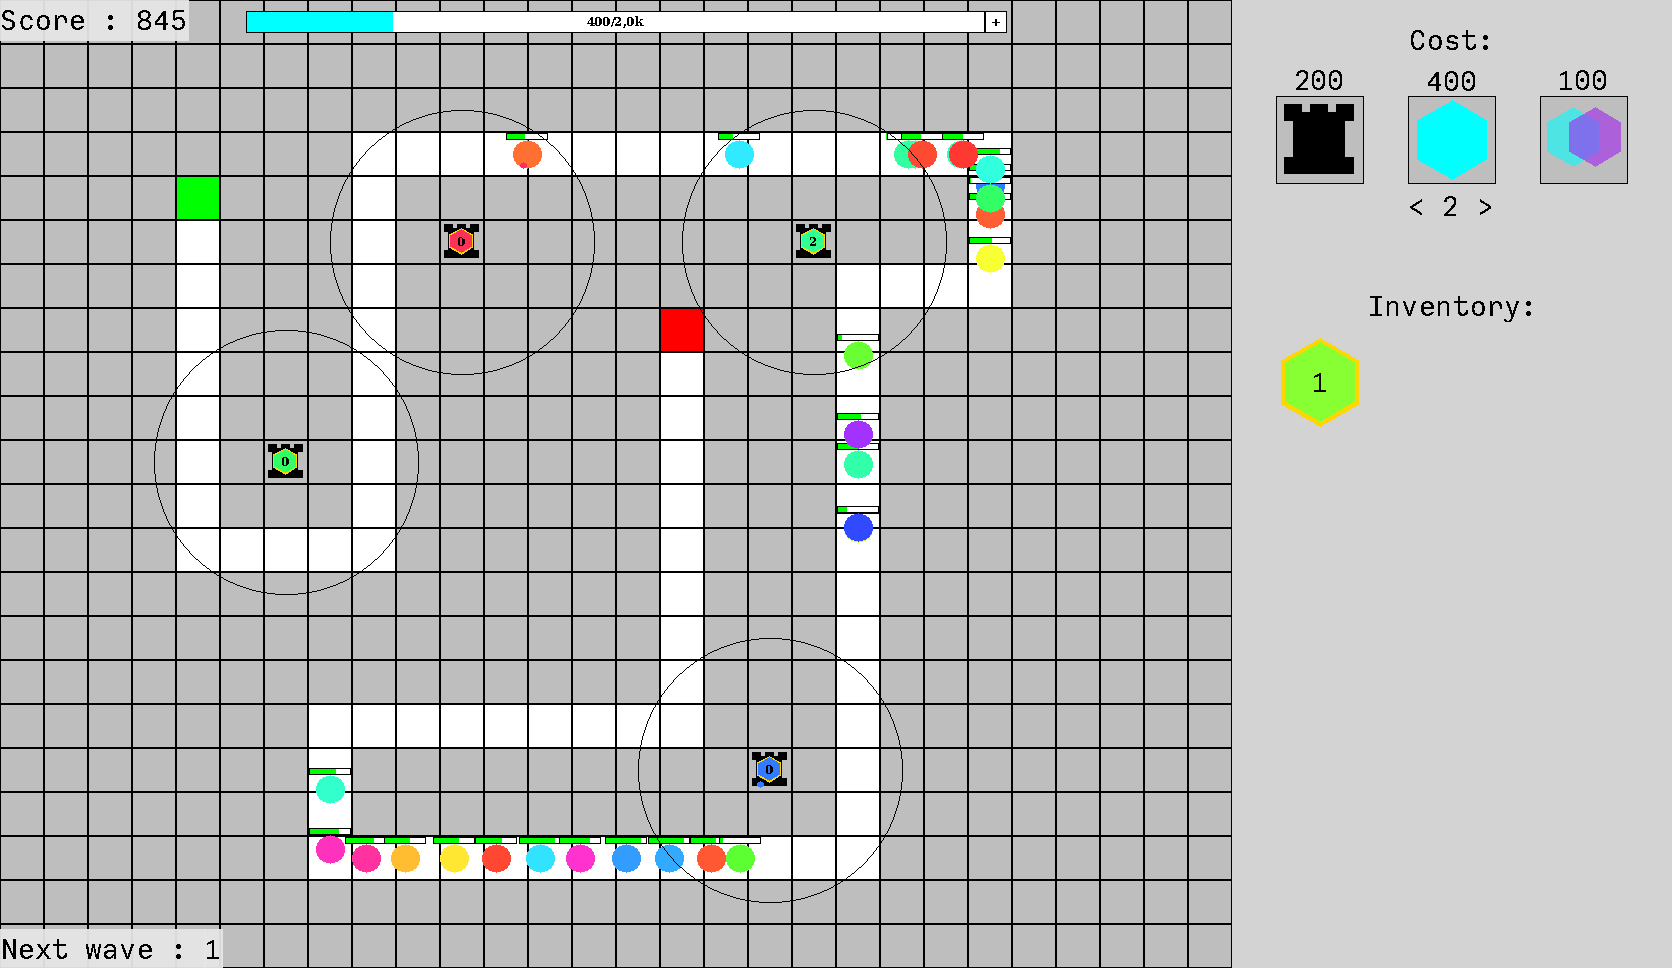 Score : 845
400/2,0k
+
Cost:
200
400
100
< 2 >
Inventory:
1
0
2
0
0
Next wave : 1